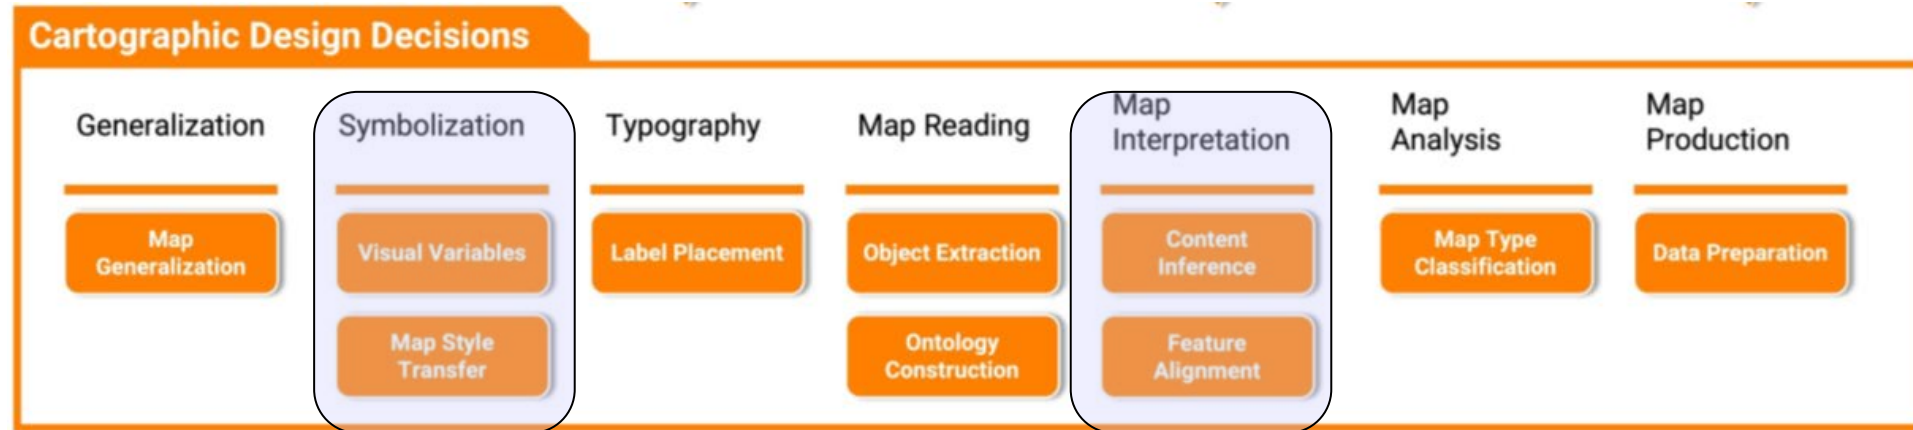 Cartographic Design Decisions
Generalization
Map
Generalization
Symbolization
Visual Variables
Map Style
Transfer
Typography
Label Placement
Map Reading
Object Extraction
Ontology
Construction
Map
Interpretation
Content
Inference
Feature
Alignment
Map
Analysis
Map Type
Classification
Map
Production
Data Preparation